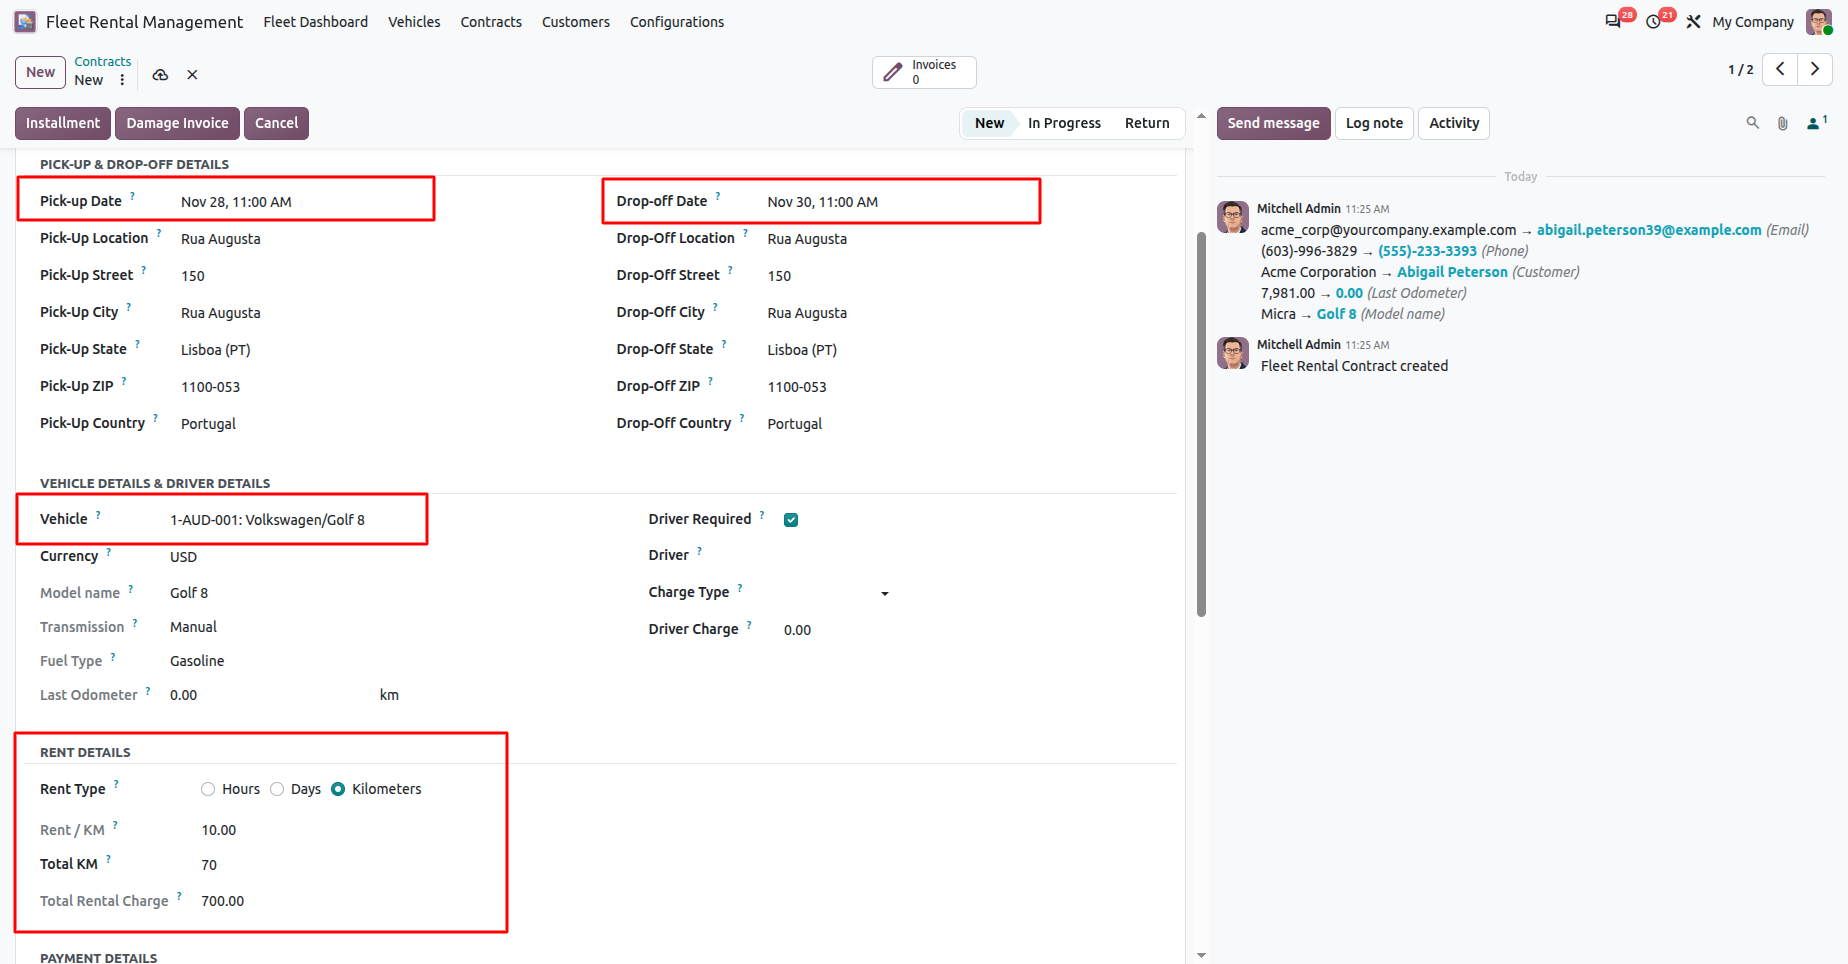 Fleet Rental Management Fleet Dashboard Vehicles Contracts Customers Configurations 28 21 My Company
New Contracts
New
Invoices
0
1 / 2
Installment Damage Invoice Cancel New In Progress Return
Send message Log note Activity 1
PICK-UP & DROP-OFF DETAILS
Pick-up Date ? Nov 28, 11:00 AM Drop-off Date ? Nov 30, 11:00 AM
Pick-Up Location ? Rua Augusta Drop-Off Location ? Rua Augusta
Pick-Up Street ? 150 Drop-Off Street ? 150
Pick-Up City ? Rua Augusta Drop-Off City ? Rua Augusta
Pick-Up State ? Lisboa (PT) Drop-Off State ? Lisboa (PT)
Pick-Up ZIP ? 1100-053 Drop-Off ZIP ? 1100-053
Pick-Up Country ? Portugal Drop-Off Country ? Portugal
VEHICLE DETAILS & DRIVER DETAILS
Vehicle ? 1-AUD-001: Volkswagen/Golf 8 Driver Required ?
Currency ? USD Driver ?
Model name ? Golf 8 Charge Type ?
Transmission ? Manual Driver Charge ? 0.00
Fuel Type ? Gasoline
Last Odometer ? 0.00 km
RENT DETAILS
Rent Type ? Hours Days Kilometers
Rent / KM ? 10.00
Total KM ? 70
Total Rental Charge ? 700.00
PAYMENT DETAILS
Today
Mitchell Admin 11:25 AM
acme_corp@yourcompany.example.com → abigail.peterson39@example.com (Email)
(603)-996-3829 → (555)-233-3393 (Phone)
Acme Corporation → Abigail Peterson (Customer)
7,981.00 → 0.00 (Last Odometer)
Micra → Golf 8 (Model name)
Mitchell Admin 11:25 AM
Fleet Rental Contract created